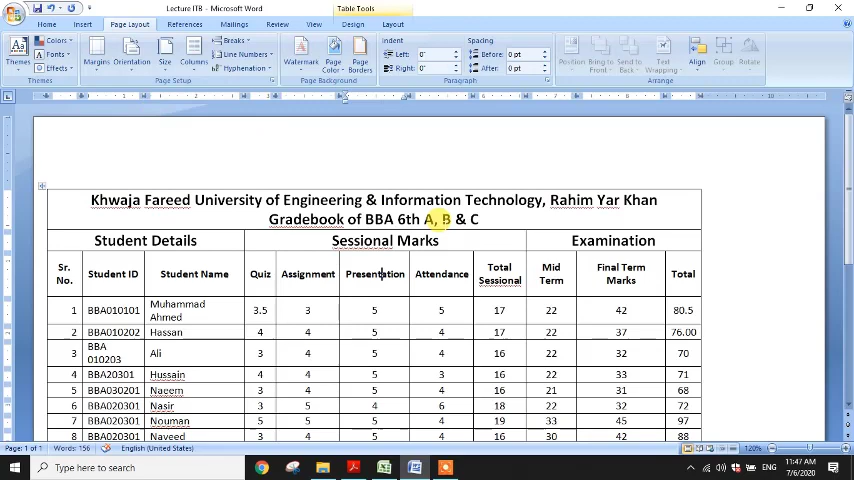 Lecture ITB - Microsoft Word
Table Tools
Home Insert Page Layout References Mailings Review View Design Layout
Themes
Colors
Fonts
Effects
Themes
Margins Orientation Size Columns
Breaks
Line Numbers
Hyphenation
Page Setup
Watermark Page Color Page Borders
Page Background
Indent
Left: 0"
Right: 0"
Spacing
Before: 0 pt
After: 0 pt
Paragraph
Position Bring to Front Send to Back Text Wrapping Align Group Rotate
Arrange
Khwaja Fareed University of Engineering & Information Technology, Rahim Yar Khan
Gradebook of BBA 6th A, B & C
Student Details Sessional Marks Examination
Sr. No. Student ID Student Name Quiz Assignment Presentation Attendance Total Sessional Mid Term Final Term Marks Total
1 BBA010101 Muhammad Ahmed 3.5 3 5 5 17 22 42 80.5
2 BBA010202 Hassan 4 4 5 4 17 22 37 76.00
3 BBA 010203 Ali 3 4 5 4 16 22 32 70
4 BBA20301 Hussain 4 4 5 3 16 22 33 71
5 BBA030201 Naeem 3 4 5 4 16 21 31 68
6 BBA020301 Nasir 3 5 4 6 18 22 32 72
7 BBA020301 Nouman 5 5 5 4 19 33 45 97
8 BBA020301 Naveed 3 4 5 4 16 30 42 88
Page: 1 of 1 Words: 156 English (United States) 120%
Type here to search
ENG
11:47 AM
7/6/2020